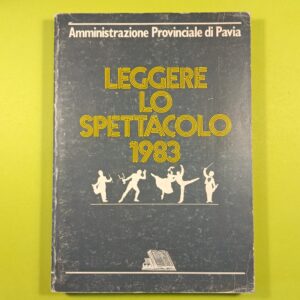 Amministrazione Provinciale di Pavia
LEGGERE
LO
SPETTACOLO
1983